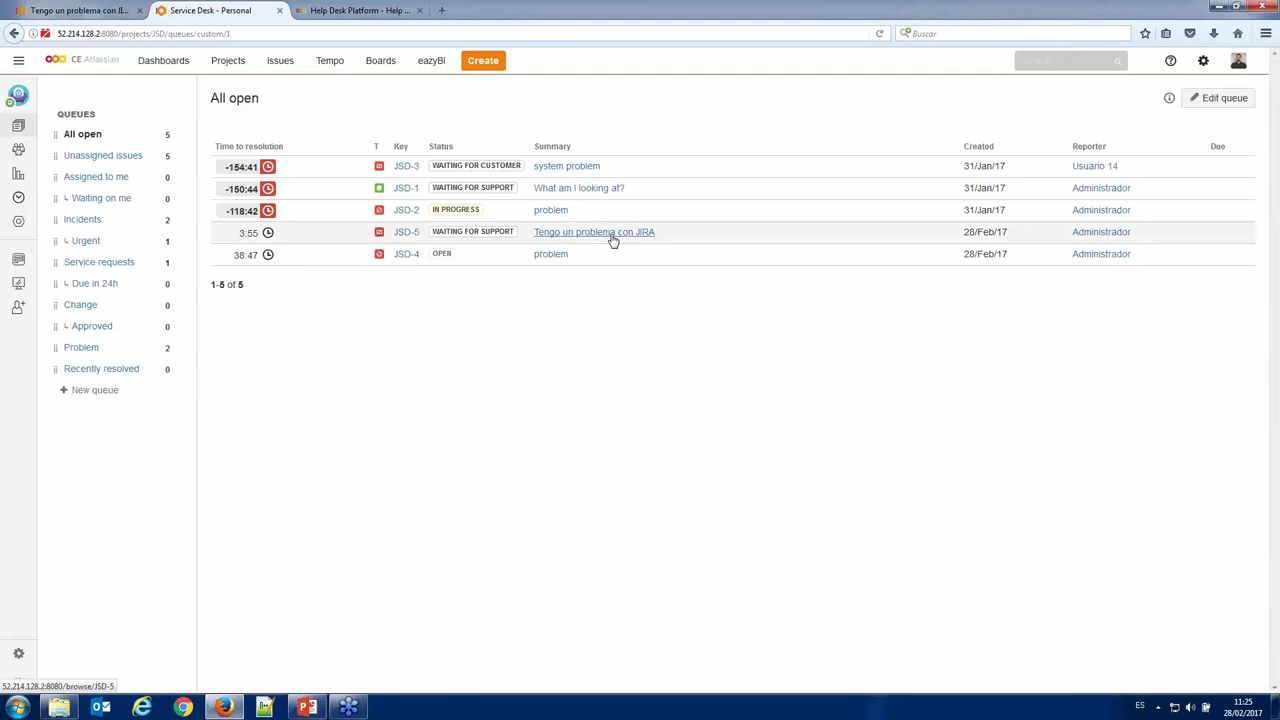 Tengo un problema con JI...
Service Desk - Personal
Help Desk Platform - Help ...
52.214.128.2:8080/projects/JSD/queues/custom/1
Buscar
CE Atlassian
Dashboards
Projects
Issues
Tempo
Boards
eazyBI
Create
QUEUES
All open 5
Unassigned issues 5
Assigned to me 0
Waiting on me 0
Incidents 2
Urgent 1
Service requests 1
Due in 24h 0
Change 0
Approved 0
Problem 2
Recently resolved 0
New queue
All open
Edit queue
Time to resolution T Key Status Summary Created Reporter Due
-154:41 JSD-3 WAITING FOR CUSTOMER system problem 31/Jan/17 Usuario 14
-150:44 JSD-1 WAITING FOR SUPPORT What am I looking at? 31/Jan/17 Administrador
-118:42 JSD-2 IN PROGRESS problem 31/Jan/17 Administrador
3:55 JSD-5 WAITING FOR SUPPORT Tengo un problema con JIRA 28/Feb/17 Administrador
38:47 JSD-4 OPEN problem 28/Feb/17 Administrador
1-5 of 5
52.214.128.2:8080/browse/JSD-5
ES
11:25
28/02/2017